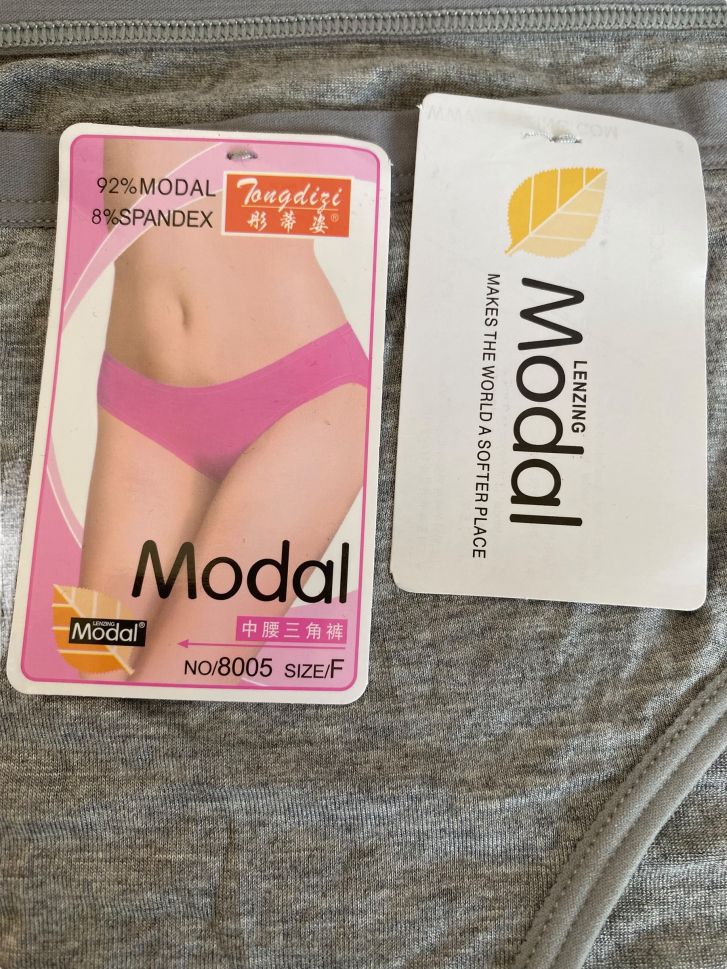 92%MODAL
8%SPANDEX
Tongdizi
彤蒂姿®
Modal
LENZING
Modal®
中腰三角裤
NO/8005 SIZE/F
LENZING
Modal
MAKES THE WORLD A SOFTER PLACE